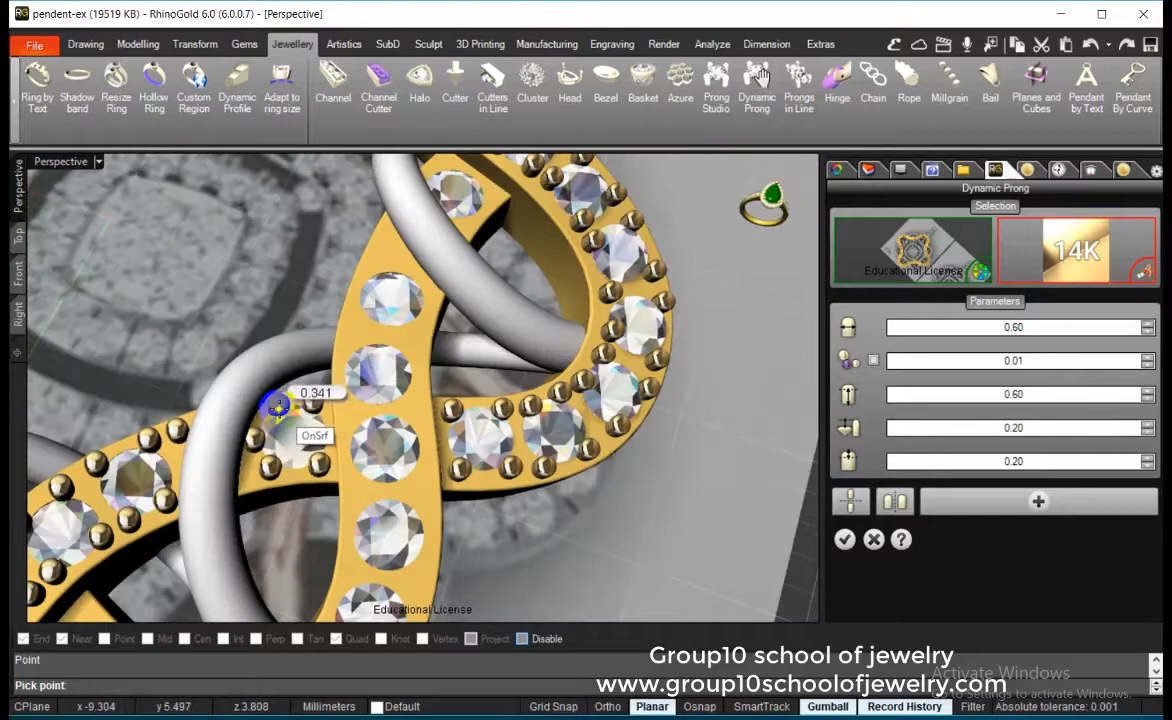 pendent-ex (19519 KB) - RhinoGold 6.0 (6.0.0.7) - [Perspective]
File Drawing Modelling Transform Gems Jewellery Artistics SubD Sculpt 3D Printing Manufacturing Engraving Render Analyze Dimension Extras
Ring by Text
Shadow band
Resize Ring
Hollow Ring
Custom Region
Dynamic Profile
Adapt to ring size
Channel
Channel Cutter
Halo
Cutter
Cutters in Line
Cluster
Head
Bezel
Basket
Azure
Prong Studio
Dynamic Prong
Prongs in Line
Hinge
Chain
Rope
Millgrain
Bail
Planes and Cubes
Pendant by Text
Pendant By Curve
Perspective
Perspective
Top
Front
Right
0.341
OnSrf
Educational License
Dynamic Prong
Selection
Educational License
14K
Parameters
0.60
0.01
0.60
0.20
0.20
End Near Point Mid Cen Int Perp Tan Quad Knot Vertex Project Disable
Point
Pick point:
Group10 school of jewelry
www.group10schoolofjewelry.com
Activate Windows
Go to Settings to activate Windows.
CPlane x -9.304 y 5.497 z 3.808 Millimeters Default Grid Snap Ortho Planar Osnap SmartTrack Gumball Record History Filter Absolute tolerance: 0.001